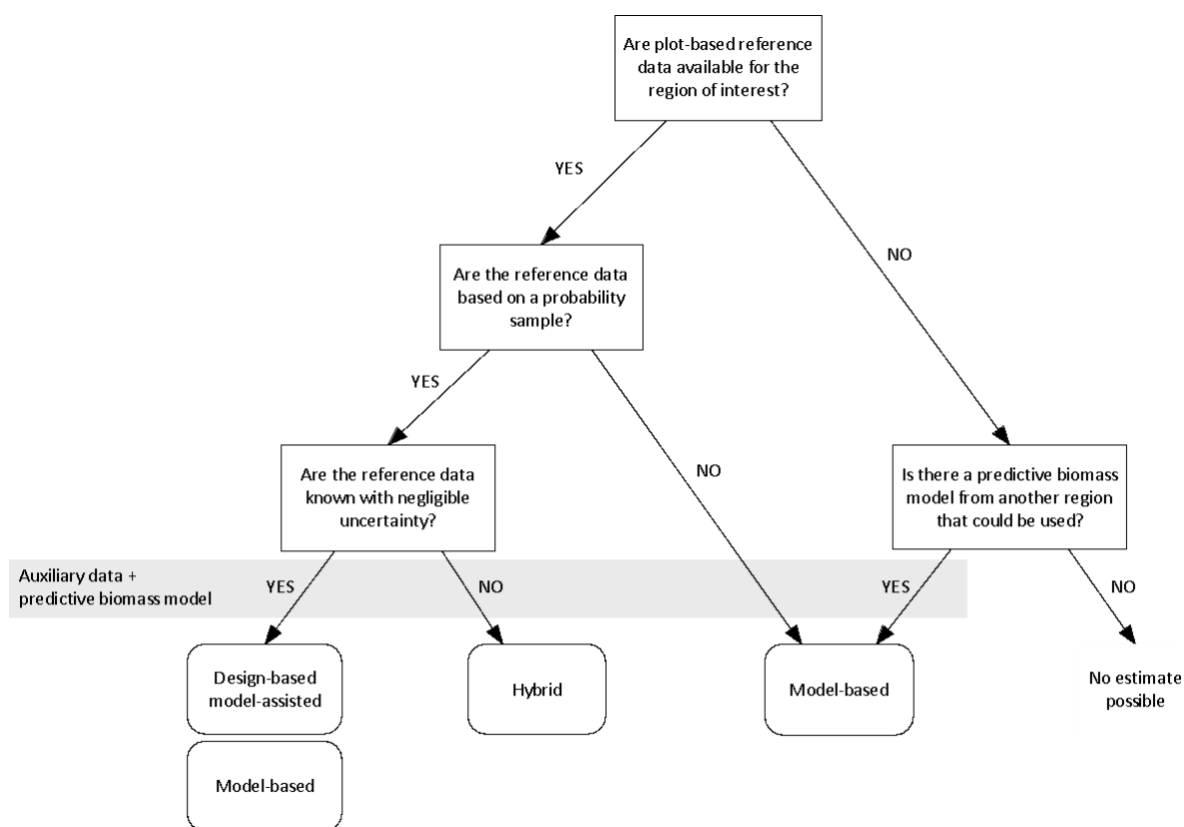 Are plot-based reference
data available for the
region of interest?
YES
NO
Are the reference data
based on a probability
sample?
YES
NO
Are the reference data
known with negligible
uncertainty?
Is there a predictive biomass
model from another region
that could be used?
Auxiliary data +
predictive biomass model
YES
NO
YES
NO
Design-based
model-assisted
Hybrid
Model-based
No estimate
possible
Model-based